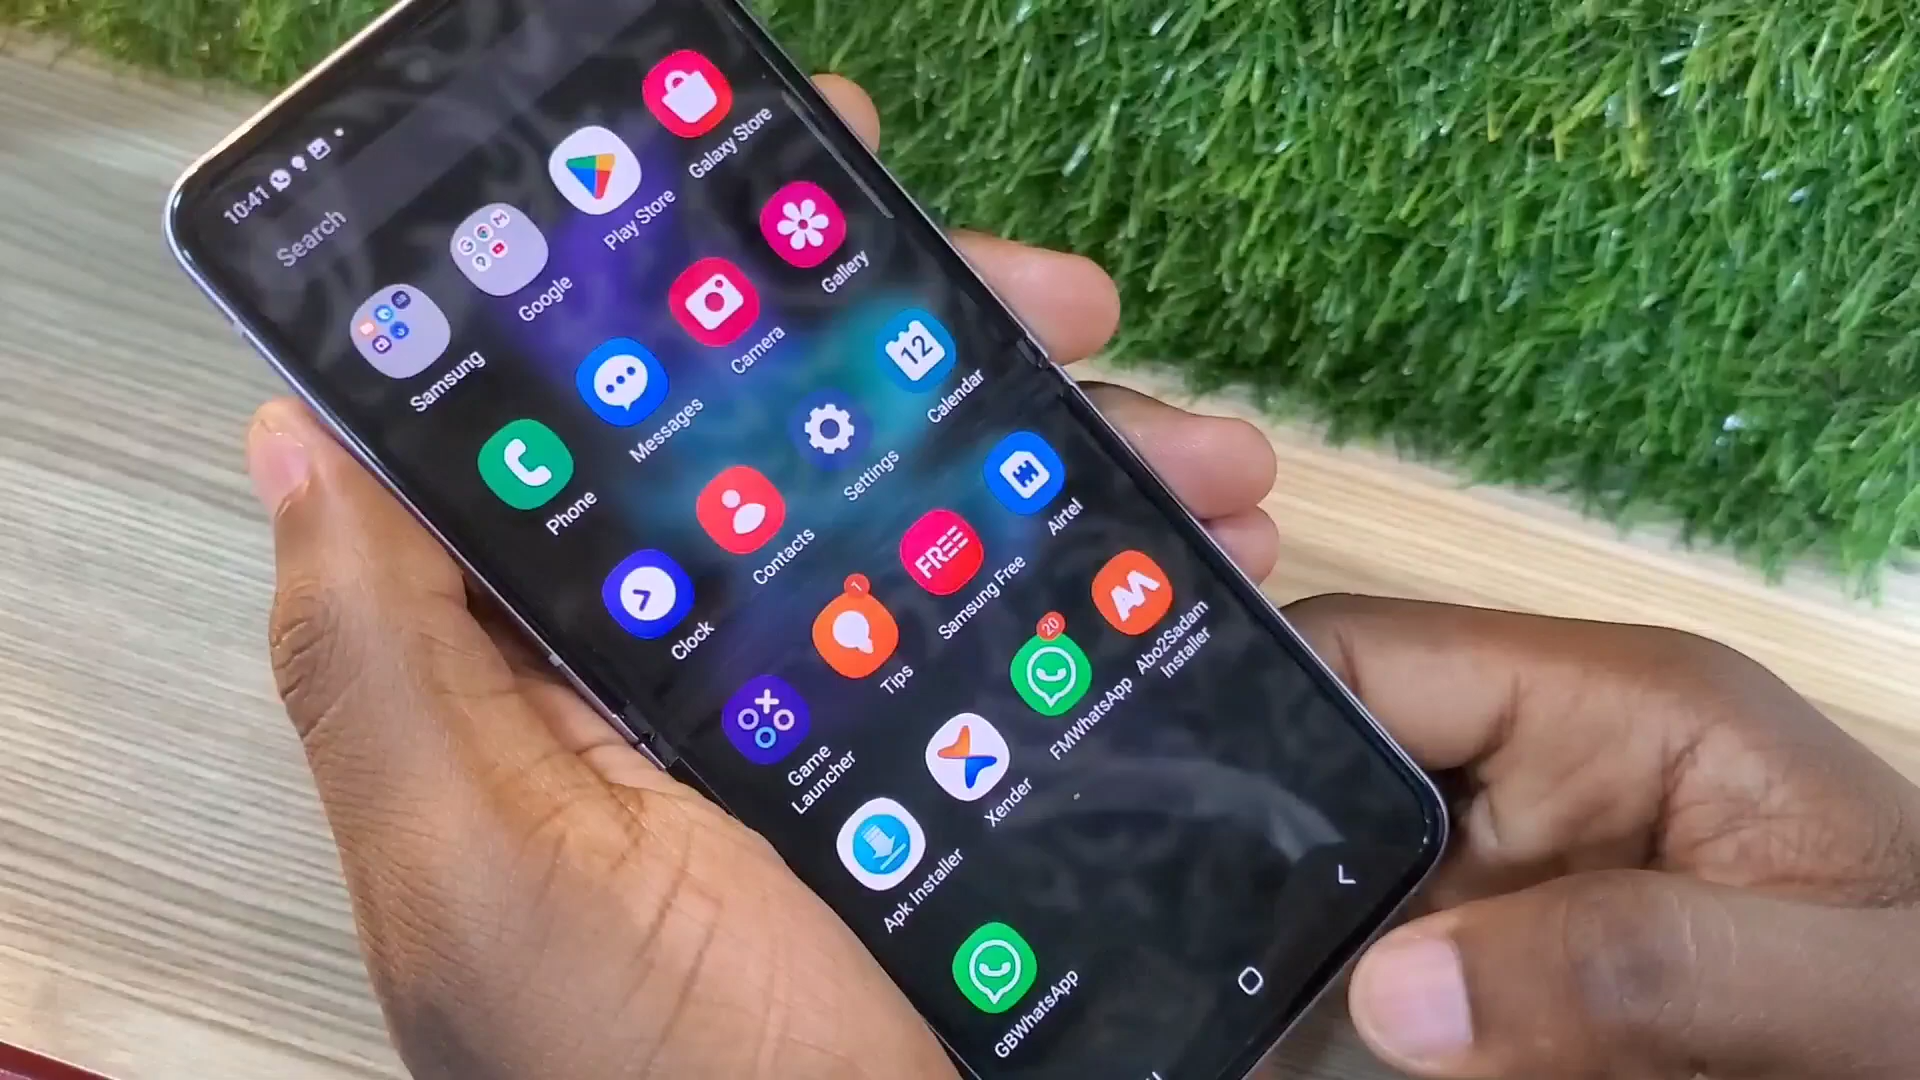 10:41
Search
Samsung
Google
Play Store
Galaxy Store
Phone
Messages
Camera
Gallery
Clock
Contacts
Settings
Calendar
12
Game
Launcher
Tips
1
Samsung Free
FREE
Airtel
Apk Installer
Xender
FMWhatsApp
20
Abo2Sadam
Installer
GBWhatsApp